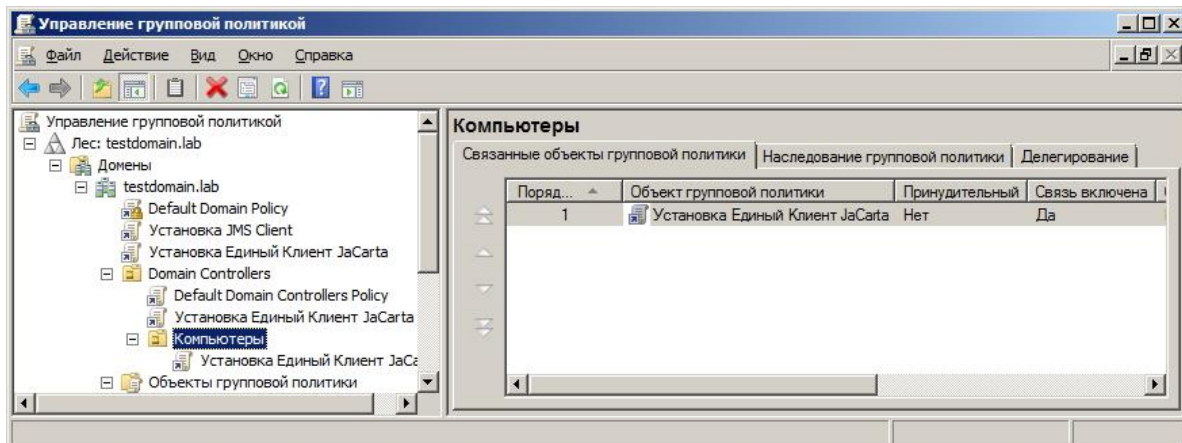 Управление групповой политикой
Файл Действие Вид Окно Справка
Управление групповой политикой
Лес: testdomain.lab
Домены
testdomain.lab
Default Domain Policy
Установка JMS Client
Установка Единый Клиент JaCarta
Domain Controllers
Default Domain Controllers Policy
Установка Единый Клиент JaCarta
Компьютеры
Установка Единый Клиент JaCa
Объекты групповой политики
Компьютеры
Связанные объекты групповой политики Наследование групповой политики Делегирование
Поряд... Объект групповой политики Принудительный Связь включена
1 Установка Единый Клиент JaCarta Нет Да